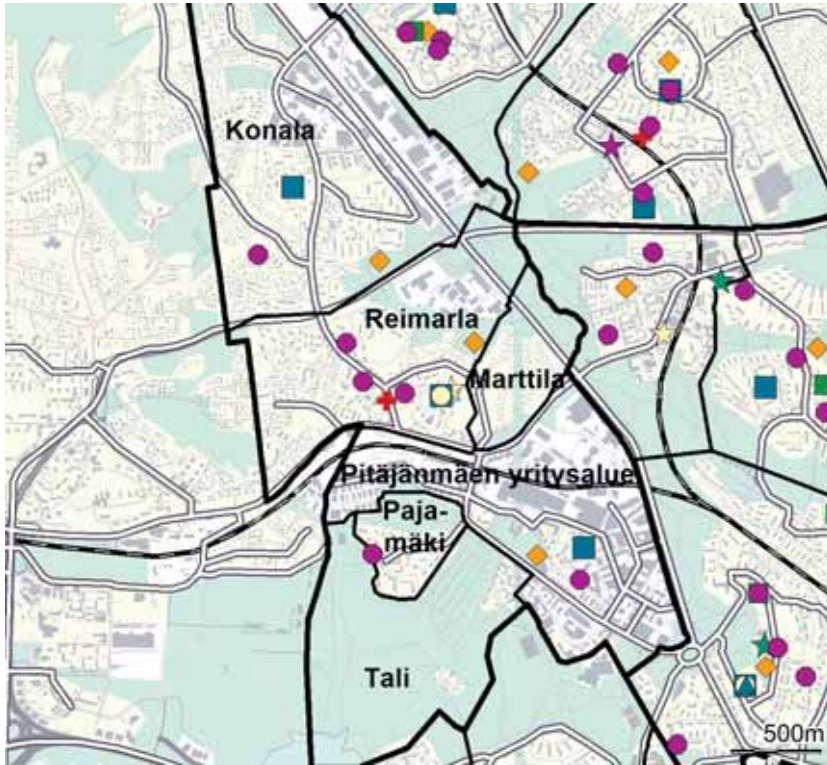 Konala
Reimarla
Marttila
Pitäjänmäen yritysalue
Paja-
mäki
Tali
500m